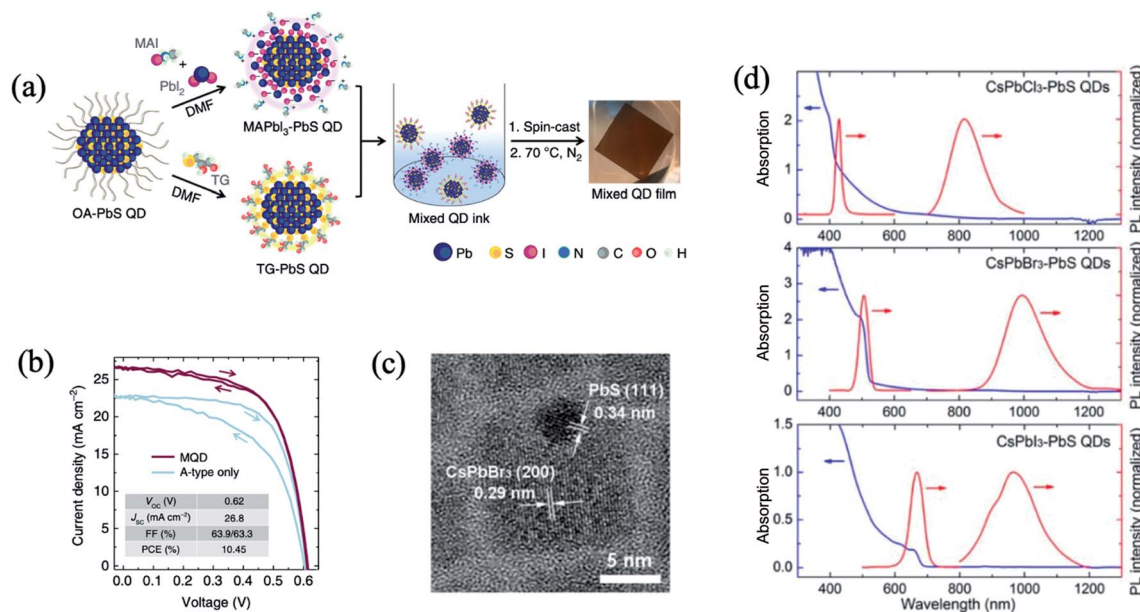 (a)
MAI
+
PbI2
DMF
MAPbI3-PbS QD
OA-PbS QD
TG
DMF
TG-PbS QD
Mixed QD ink
1. Spin-cast
2. 70 °C, N2
Mixed QD film
Pb S I N C O H
(b)
Current density (mA cm−2)
25
20
15
10
5
0
MQD
A-type only
VOC (V) 0.62
JSC (mA cm−2) 26.8
FF (%) 63.9/63.3
PCE (%) 10.45
0.0 0.1 0.2 0.3 0.4 0.5 0.6
Voltage (V)
(c)
PbS (111)
0.34 nm
CsPbBr3 (200)
0.29 nm
5 nm
(d)
CsPbCl3-PbS QDs
Absorption
2
1
0
400 600 800 1000 1200
PL intensity (normalized)
CsPbBr3-PbS QDs
Absorption
4
3
2
1
0
400 600 800 1000 1200
PL intensity (normalized)
CsPbI3-PbS QDs
Absorption
1.5
1.0
0.5
0.0
400 600 800 1000 1200
PL intensity (normalized)
Wavelength (nm)